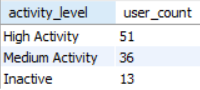 activity_level user_count
High Activity 51
Medium Activity 36
Inactive 13